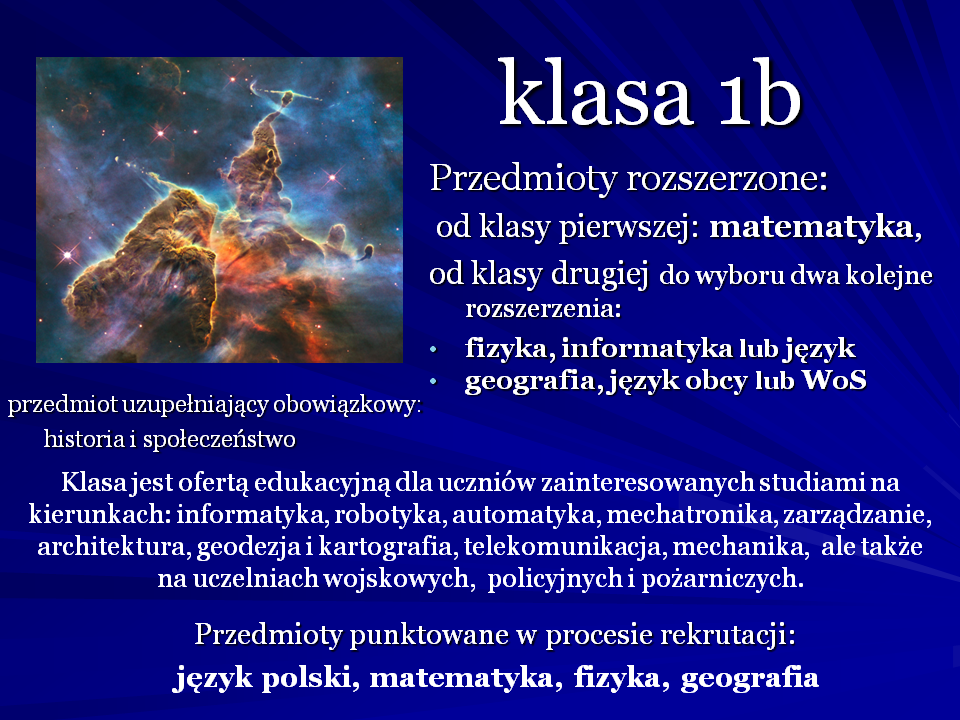 klasa 1b
Przedmioty rozszerzone:
od klasy pierwszej: matematyka,
od klasy drugiej do wyboru dwa kolejne
rozszerzenia:
• fizyka, informatyka lub język
• geografia, język obcy lub WoS
przedmiot uzupełniający obowiązkowy:
historia i społeczeństwo
Klasa jest ofertą edukacyjną dla uczniów zainteresowanych studiami na
kierunkach: informatyka, robotyka, automatyka, mechatronika, zarządzanie,
architektura, geodezja i kartografia, telekomunikacja, mechanika, ale także
na uczelniach wojskowych, policyjnych i pożarniczych.
Przedmioty punktowane w procesie rekrutacji:
język polski, matematyka, fizyka, geografia